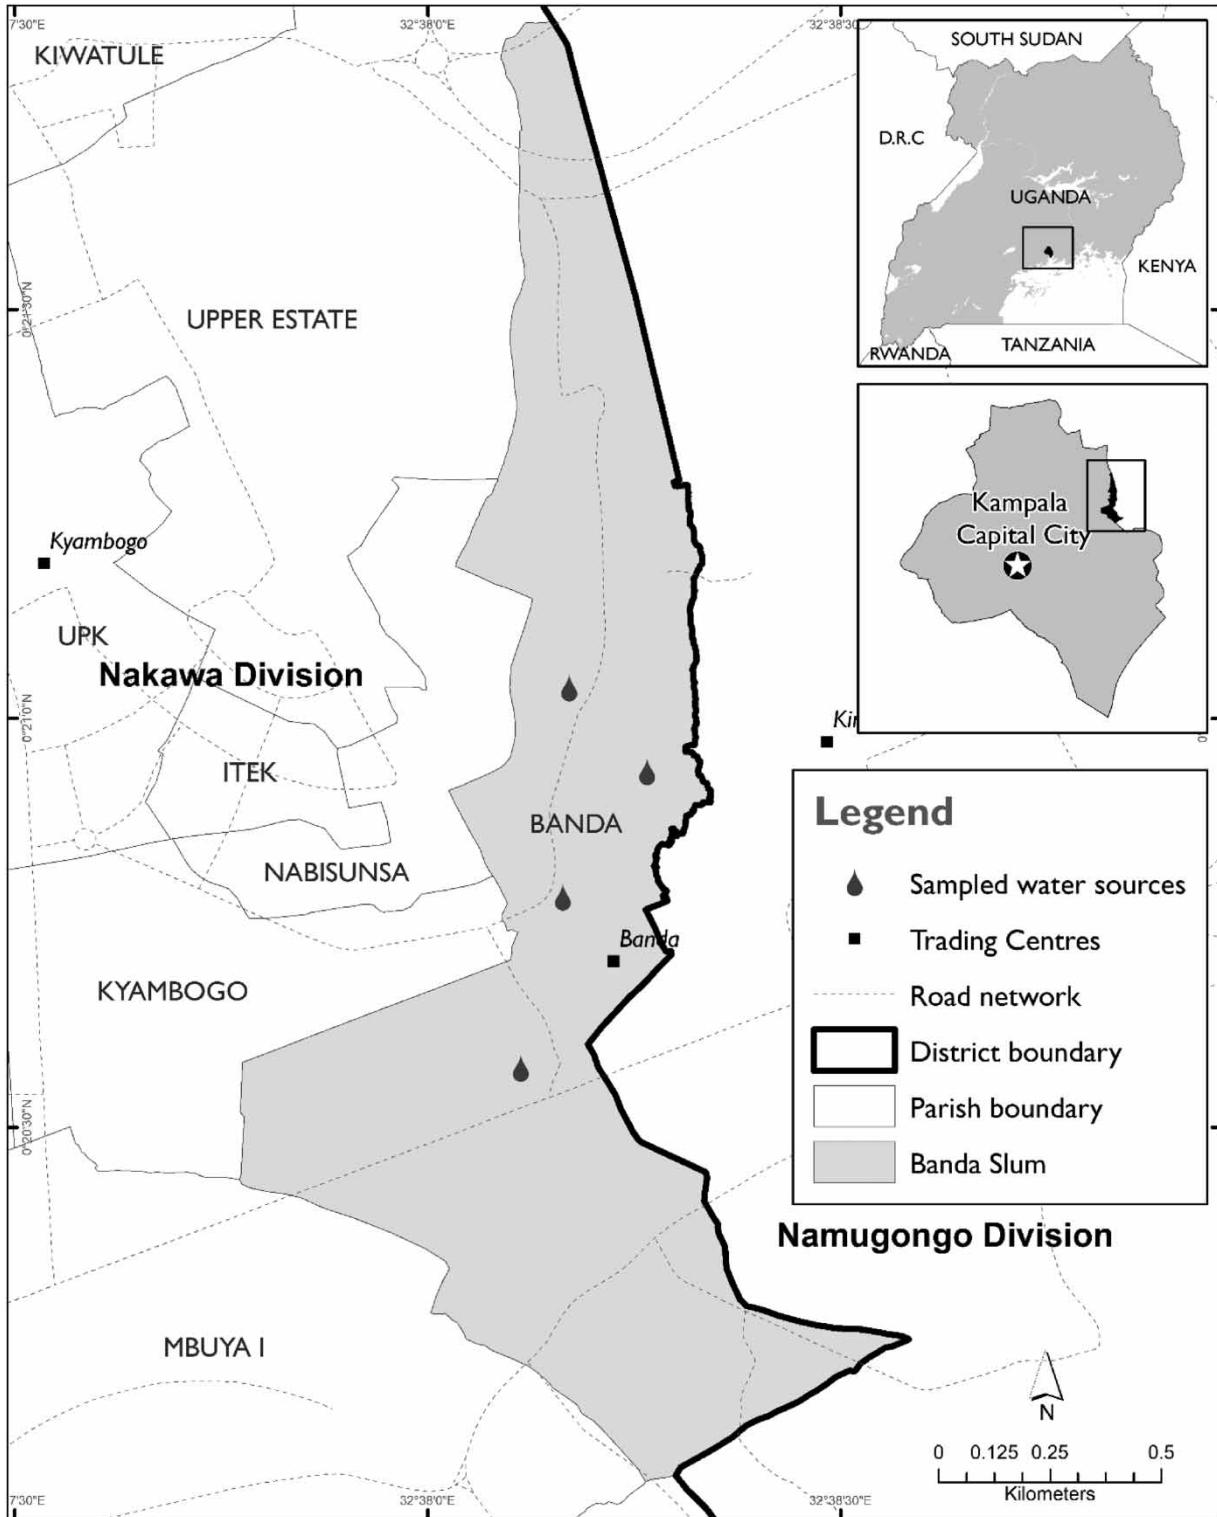 7'30"E
32°38'0"E
32°38'30"E
KIWATULE
SOUTH SUDAN
D.R.C
UGANDA
KENYA
RWANDA
TANZANIA
0°21'30"N
UPPER ESTATE
Kampala
Capital City
Kyambogo
UPK
Nakawa Division
0°21'0"N
Kir
0
ITEK
BANDA
NABISUNSA
Banda
KYAMBOGO
Legend
Sampled water sources
Trading Centres
Road network
District boundary
Parish boundary
Banda Slum
0°20'30"N
Namugongo Division
MBUYA I
N
0 0.125 0.25 0.5
Kilometers
7'30"E
32°38'0"E
32°38'30"E